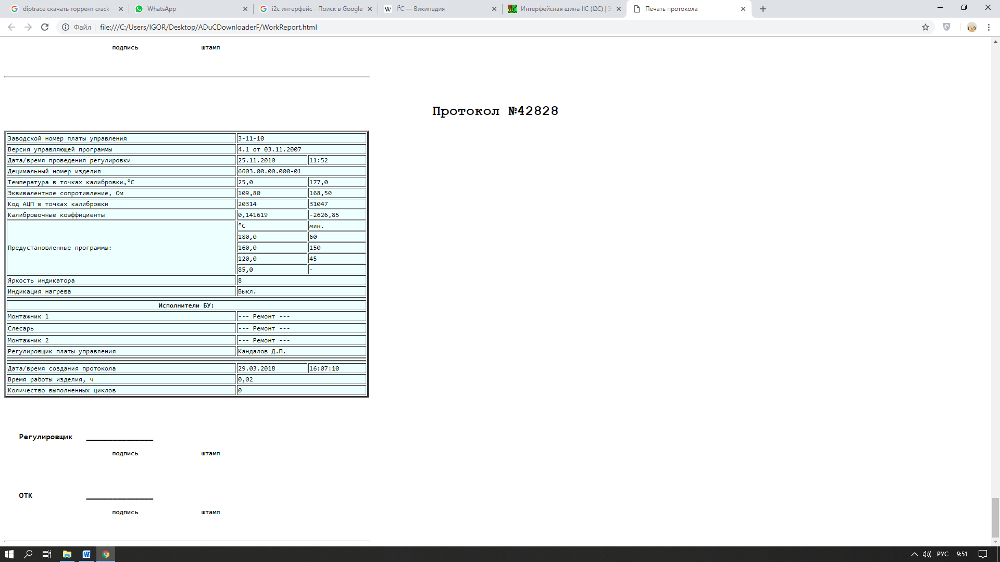 diptrace скачать торрент crack
WhatsApp
i2c интерфейс - Поиск в Google
I²C — Википедия
Интерфейсная шина IIC (I2C) |
Печать протокола
Файл
file:///C:/Users/IGOR/Desktop/ADuCDownloaderF/WorkReport.html
подпись штамп
Протокол №42828
Заводской номер платы управления 3-11-10
Версия управляющей программы 4.1 от 03.11.2007
Дата/время проведения регулировки 25.11.2010 11:52
Децимальный номер изделия 6603.00.00.000-01
Температура в точках калибровки,°С 25,0 177,0
Эквивалентное сопротивление, Ом 109,80 168,50
Код АЦП в точках калибровки 20314 31047
Калибровочные коэффициенты 0,141619 -2626,85
Предустановленные программы:
°С мин.
180,0 60
160,0 150
120,0 45
85,0 -
Яркость индикатора 8
Индикация нагрева Выкл.
Исполнители БУ:
Монтажник 1 --- Ремонт ---
Слесарь --- Ремонт ---
Монтажник 2 --- Ремонт ---
Регулировщик платы управления Кандалов Д.П.
Дата/время создания протокола 29.03.2018 16:07:10
Время работы изделия, ч 0,02
Количество выполненных циклов 0
Регулировщик _______________
подпись штамп
ОТК _______________
подпись штамп
РУС 9:51